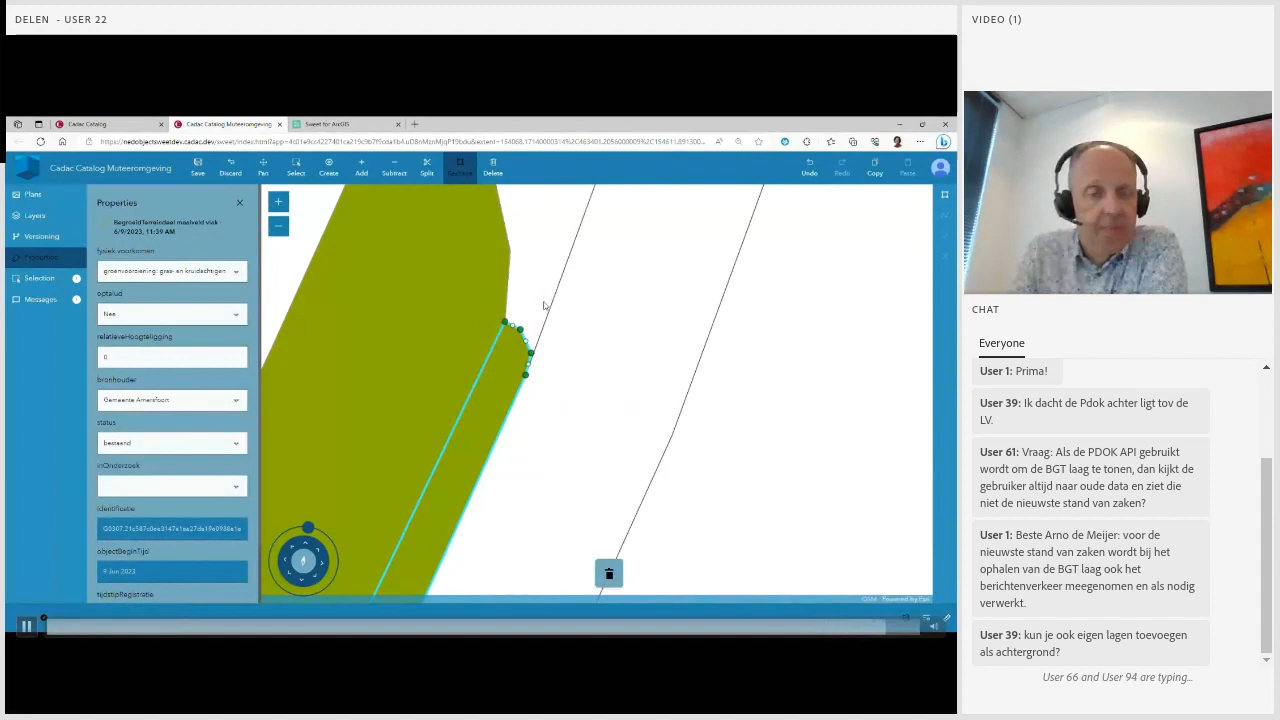 DELEN - USER 22
VIDEO (1)
Cadac Catalog
Cadac Catalog Muteeromgeving
Sweet for ArcGIS
Cadac Catalog Muteeromgeving
Save
Discard
Pan
Select
Create
Add
Subtract
Split
Reshape
Delete
Undo
Redo
Copy
Paste
Plans
Layers
Versioning
Properties
Selection
Messages
Properties
BegroeidTerreindeel maaiveld vlak -
6/9/2023, 11:39 AM
fysiek voorkomen
groenvoorziening: gras- en kruidachtigen
optalud
Nee
relatieveHoogteligging
0
bronhouder
Gemeente Amersfoort
status
bestaand
inOnderzoek
identificatie
objectBeginTijd
9 Jun 2023
tijdstipRegistratie
Powered by Esri
CHAT
Everyone
User 1: Prima!
User 39: Ik dacht de Pdok achter ligt tov de
LV.
User 61: Vraag: Als de PDOK API gebruikt
wordt om de BGT laag te tonen, dan kijkt de
gebruiker altijd naar oude data en ziet die
niet de nieuwste stand van zaken?
User 1: Beste Arno de Meijer: voor de
nieuwste stand van zaken wordt bij het
ophalen van de BGT laag ook het
berichtenverkeer meegenomen en als nodig
verwerkt.
User 39: kun je ook eigen lagen toevoegen
als achtergrond?
User 66 and User 94 are typing...